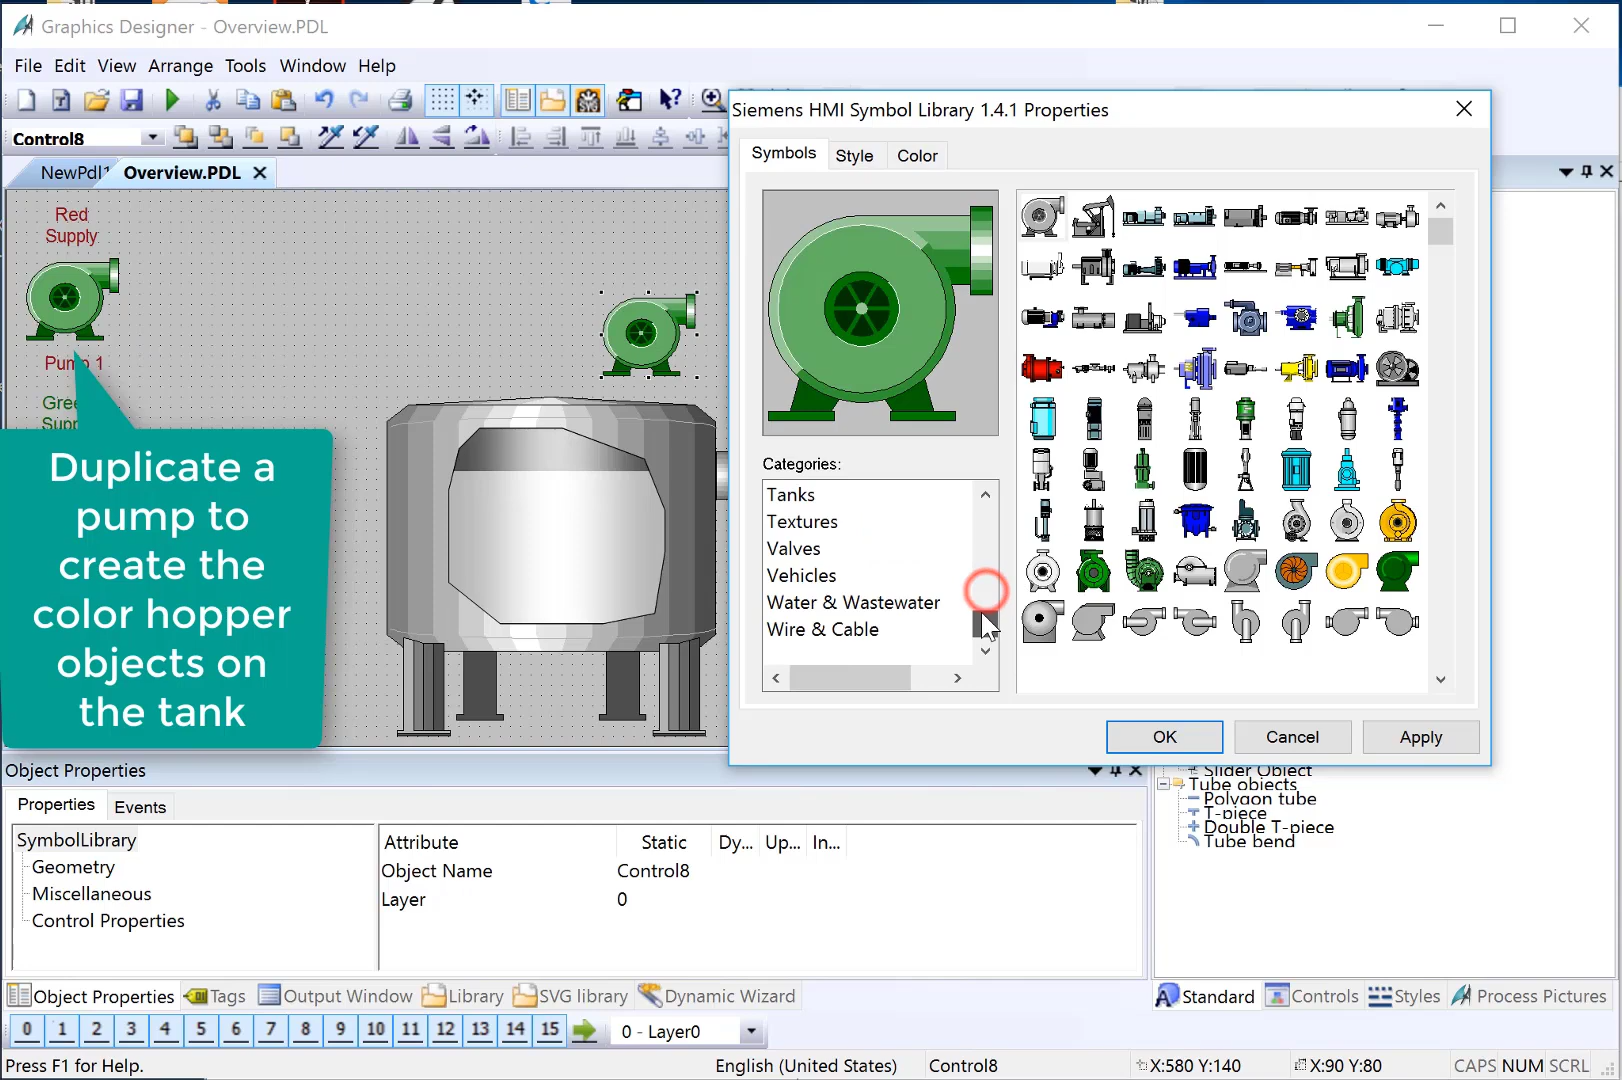 Graphics Designer - Overview.PDL
File Edit View Arrange Tools Window Help
Control8
NewPdl1 Overview.PDL
Red
Supply
Pump 1
Gree
Supp
Duplicate a
pump to
create the
color hopper
objects on
the tank
Siemens HMI Symbol Library 1.4.1 Properties
Symbols Style Color
Categories:
Tanks
Textures
Valves
Vehicles
Water & Wastewater
Wire & Cable
OK Cancel Apply
Slider Object
Tube objects
Polygon tube
T-piece
Double T-piece
Tube bend
Object Properties
Properties Events
SymbolLibrary
Geometry
Miscellaneous
Control Properties
Attribute Static Dy... Up... In...
Object Name Control8
Layer 0
Object Properties Tags Output Window Library SVG library Dynamic Wizard
Standard Controls Styles Process Pictures
0 1 2 3 4 5 6 7 8 9 10 11 12 13 14 15 0 - Layer0
Press F1 for Help. English (United States) Control8 X:580 Y:140 X:90 Y:80 CAPS NUM SCRL